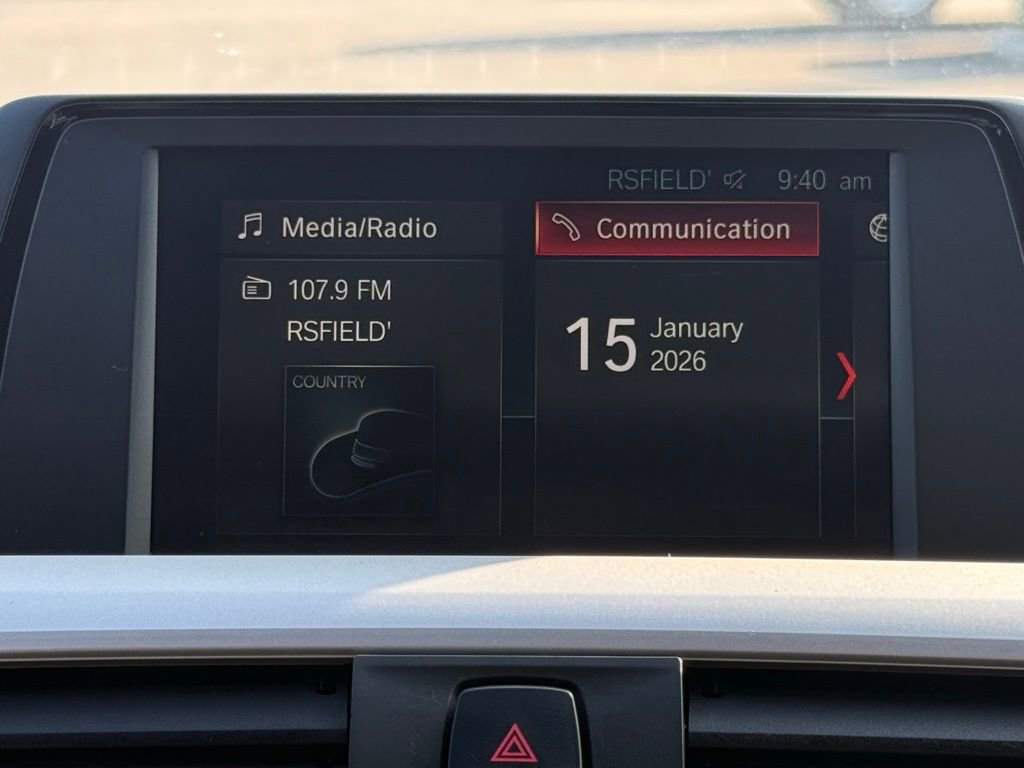 RSFIELD' 9:40 am
Media/Radio
Communication
107.9 FM
RSFIELD'
COUNTRY
15 January
2026